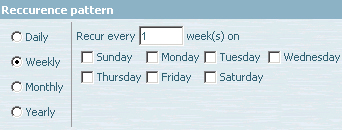 Reccurence pattern
Daily
Recur every 1 week(s) on
Weekly
Sunday Monday Tuesday Wednesday
Thursday Friday Saturday
Monthly
Yearly